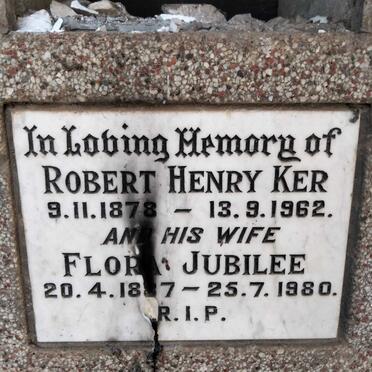 In Loving Memory of
ROBERT HENRY KER
9.11.1878 – 13.9.1962.
AND HIS WIFE
FLORA JUBILEE
20.4.1887 – 25.7.1980.
R.I.P.